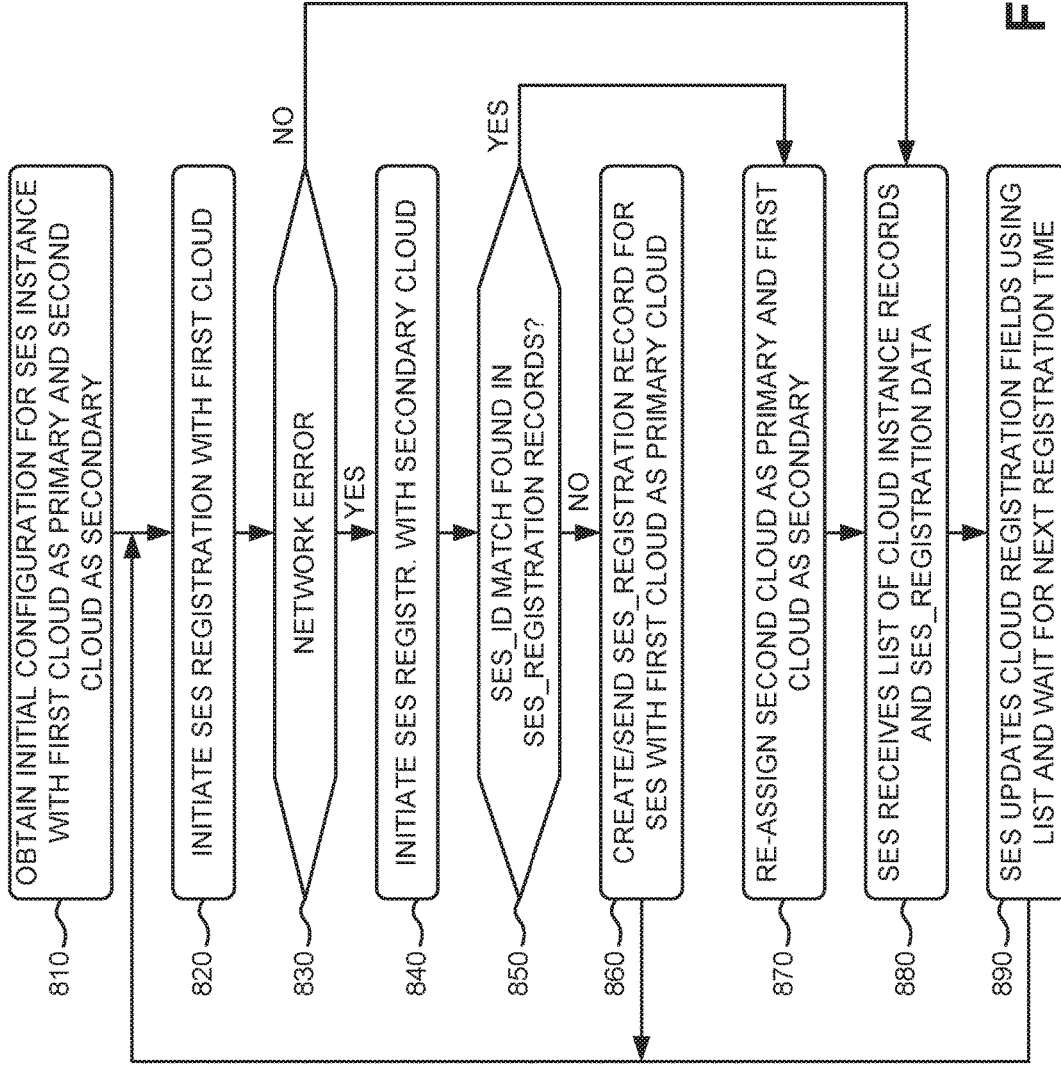 810
OBTAIN INITIAL CONFIGURATION FOR SES INSTANCE
WITH FIRST CLOUD AS PRIMARY AND SECOND
CLOUD AS SECONDARY
820
INITIATE SES REGISTRATION WITH FIRST CLOUD
830
NETWORK ERROR
NO
YES
840
INITIATE SES REGISTR. WITH SECONDARY CLOUD
850
SES_ID MATCH FOUND IN
SES_REGISTRATION RECORDS?
YES
NO
860
CREATE/SEND SES_REGISTRATION RECORD FOR
SES WITH FIRST CLOUD AS PRIMARY CLOUD
870
RE-ASSIGN SECOND CLOUD AS PRIMARY AND FIRST
CLOUD AS SECONDARY
880
SES RECEIVES LIST OF CLOUD INSTANCE RECORDS
AND SES_REGISTRATION DATA
890
SES UPDATES CLOUD REGISTRATION FIELDS USING
LIST AND WAIT FOR NEXT REGISTRATION TIME
F